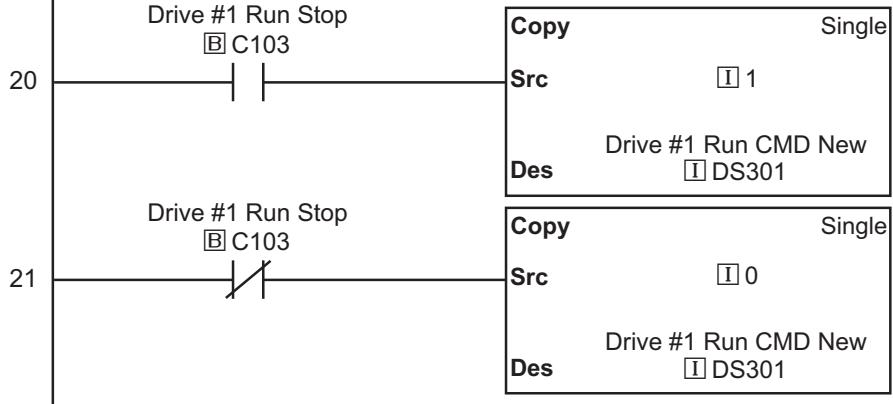 Drive #1 Run Stop
B C103
20
Copy Single
Src I 1
Drive #1 Run CMD New
Des I DS301
Drive #1 Run Stop
B C103
21
Copy Single
Src I 0
Drive #1 Run CMD New
Des I DS301